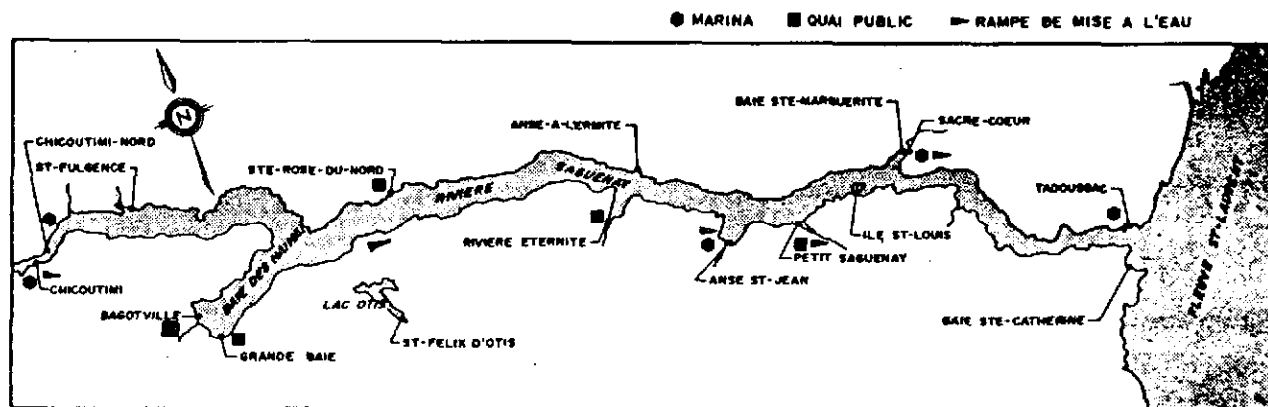 MARINA QUAI PUBLIC RAMPE DE MISE A L'EAU
N
CHICOUTIMI-NORD
ST-FULGENCE
STE-ROSE-DU-NORD
ANSE-A-L'ERMITE
BAIE STE-MARGUERITE
SACRE-COEUR
TADOUSSAC
RIVIERE SAGUENAY
RIVIERE ETERNITE
ILE ST-LOUIS
PETIT SAGUENAY
ANSE ST-JEAN
CHICOUTIMI
BAIE DES HA!HA!
BAGOTVILLE
GRANDE BAIE
LAC OTIS
ST-FELIX D'OTIS
BAIE STE-CATHERINE
FLEUVE ST-LAURENT